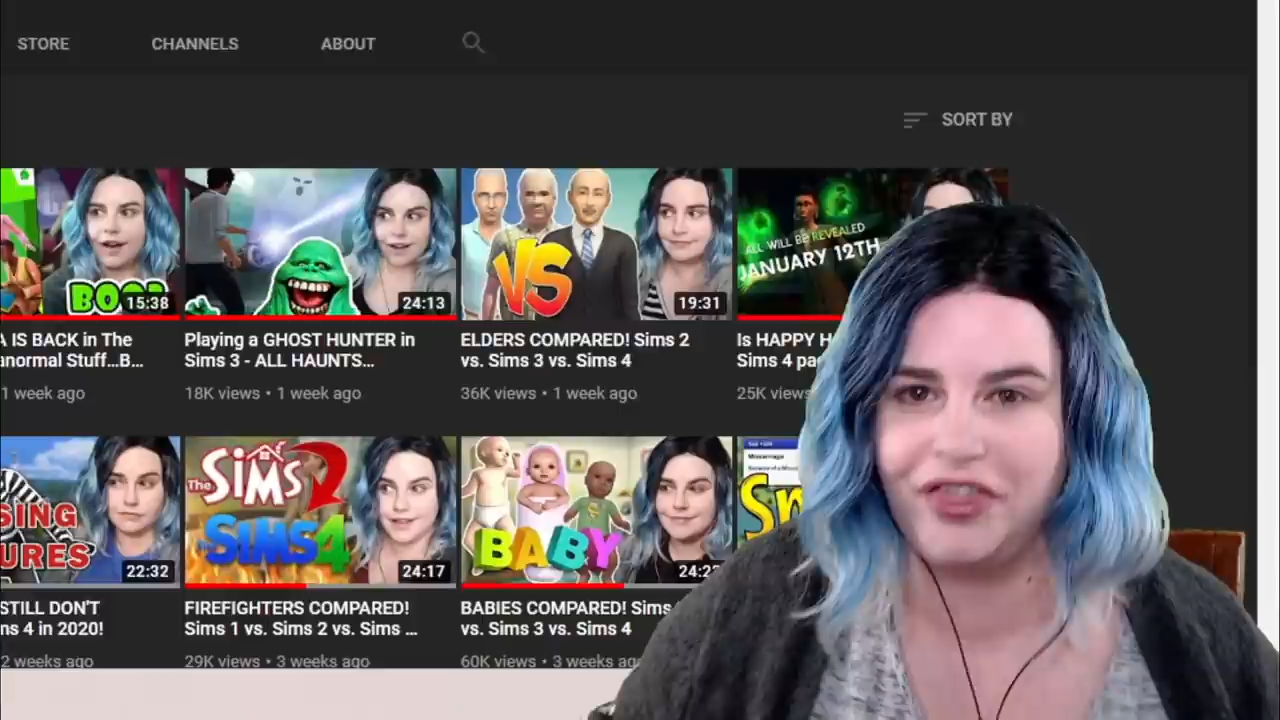 STORE
CHANNELS
ABOUT
SORT BY
BOO
15:38
24:13
VS
19:31
ALL WILL BE REVEALED
JANUARY 12TH
A IS BACK in The
anormal Stuff...B...
1 week ago
Playing a GHOST HUNTER in
Sims 3 - ALL HAUNTS...
18K views • 1 week ago
ELDERS COMPARED! Sims 2
vs. Sims 3 vs. Sims 4
36K views • 1 week ago
Is HAPPY H
Sims 4 pa
25K views
SING
URES
22:32
The SIMS 2
SIMS 4
24:17
BABY
24:2
STILL DON'T
ns 4 in 2020!
2 weeks ago
FIREFIGHTERS COMPARED!
Sims 1 vs. Sims 2 vs. Sims ...
29K views • 3 weeks ago
BABIES COMPARED! Sims
vs. Sims 3 vs. Sims 4
60K views • 3 weeks ago